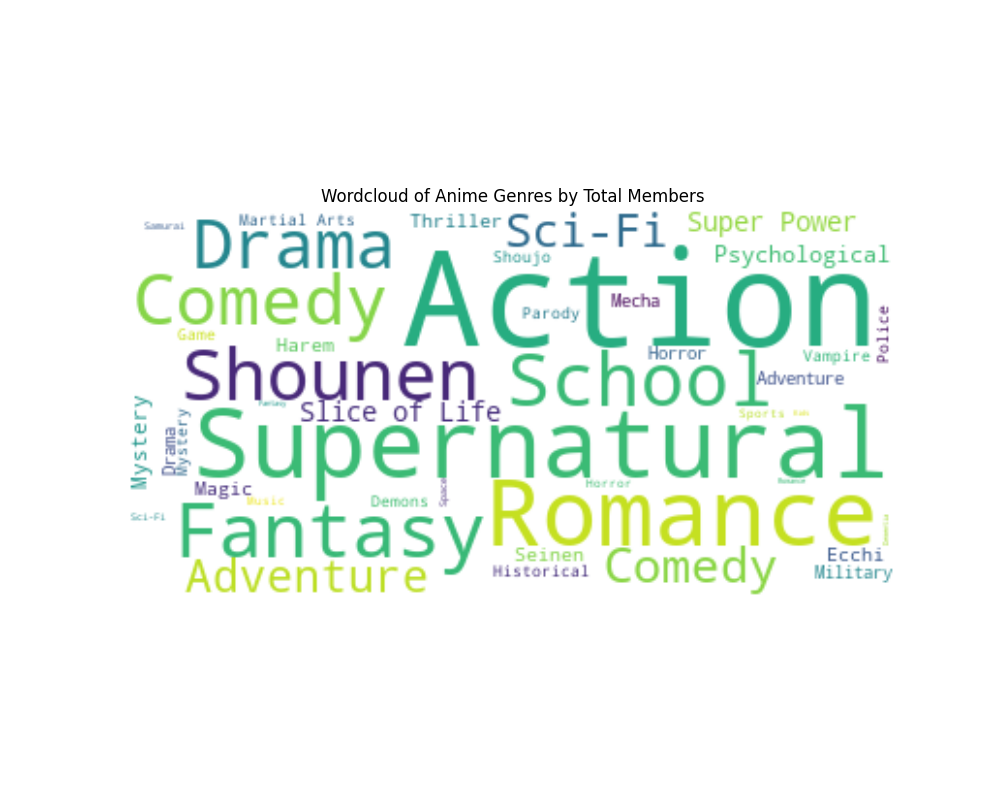 Wordcloud of Anime Genres by Total Members
Samurai
Martial Arts
Drama
Thriller
Sci-Fi
Super Power
Shoujo
Psychological
Comedy
Action
Parody
Mecha
Police
Game
Harem
Shounen
School
Horror
Vampire
Adventure
Mystery
Drama
Mystery
Fantasy
Slice of Life
Sports
Kids
Supernatural
Magic
Music
Demons
Space
Horror
Romance
Sci-Fi
Fantasy
Romance
Dementia
Adventure
Seinen
Historical
Comedy
Ecchi
Military